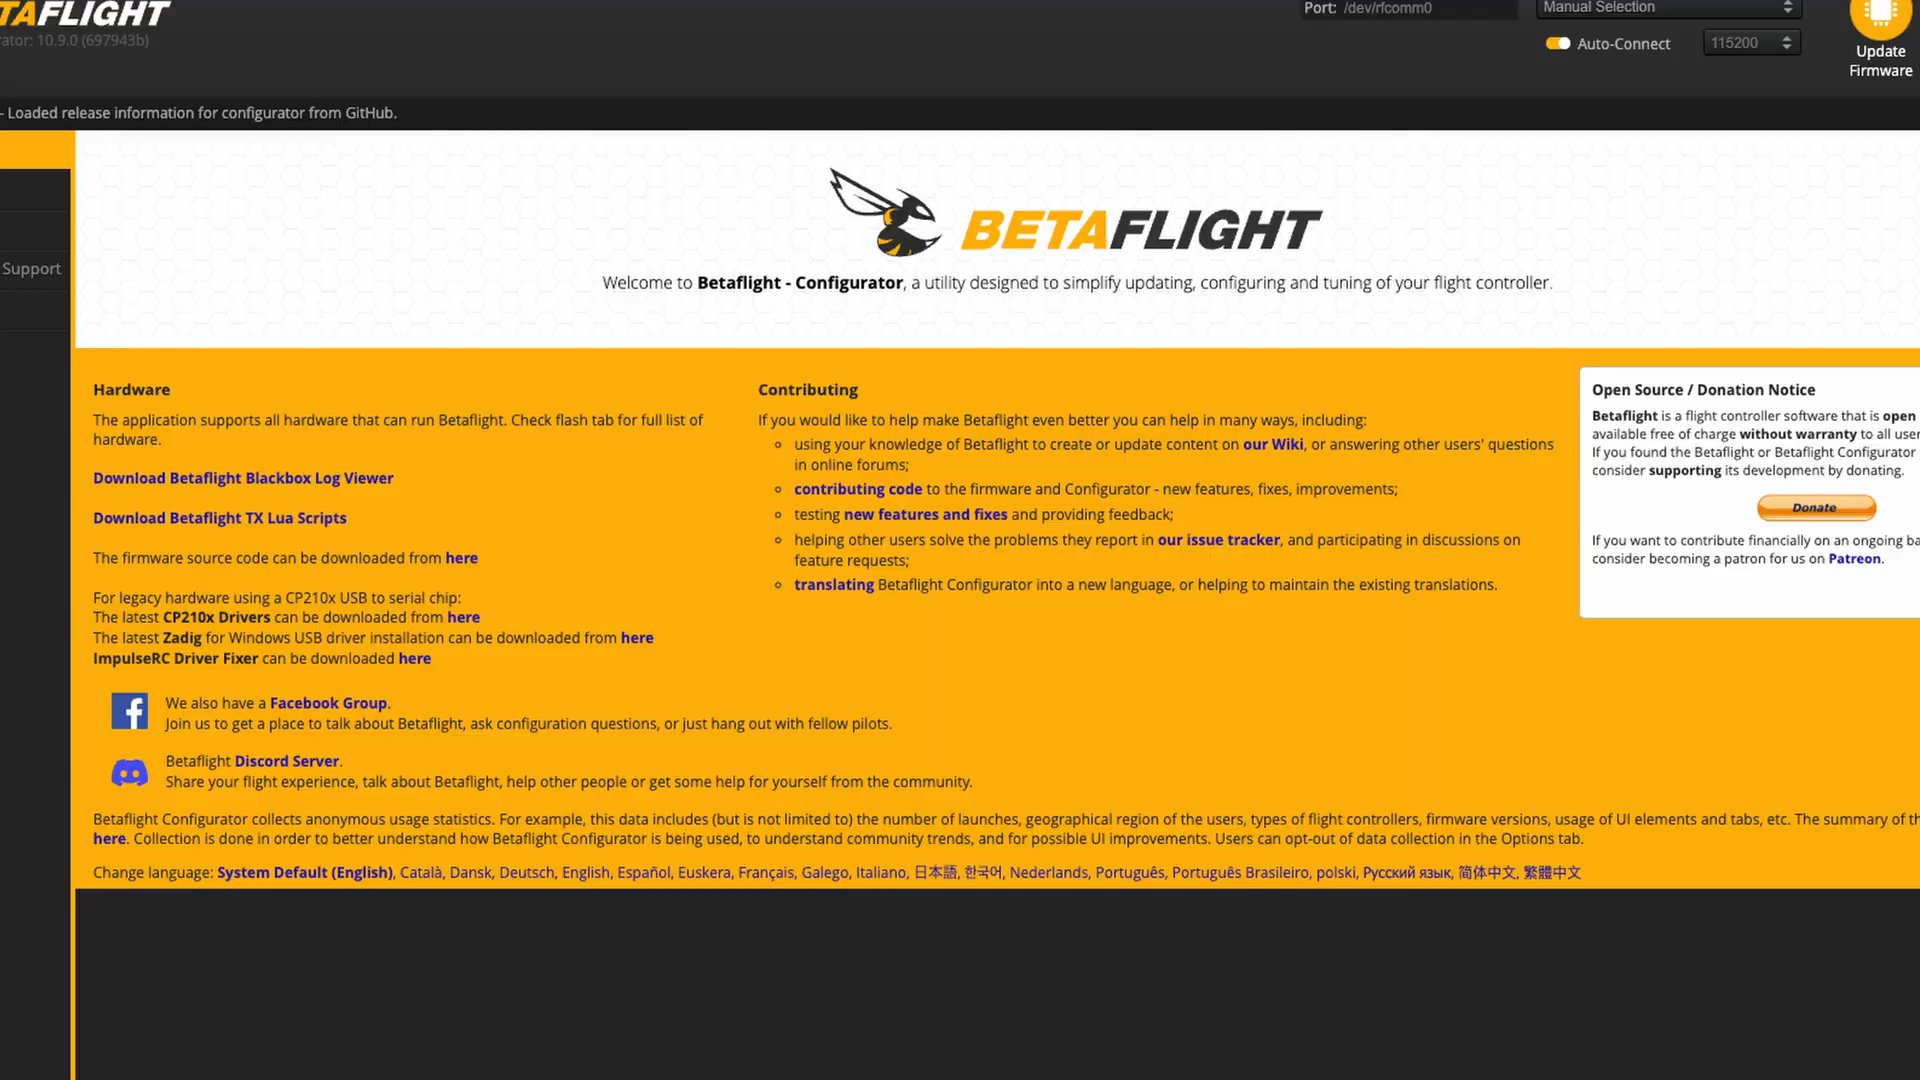 TAFLIGHT
ator: 10.9.0 (697943b)
Port: /dev/rfcomm0
Manual Selection
Auto-Connect
115200
Update
Firmware
- Loaded release information for configurator from GitHub.
Support
BETAFLIGHT
Welcome to Betaflight - Configurator, a utility designed to simplify updating, configuring and tuning of your flight controller.
Hardware
The application supports all hardware that can run Betaflight. Check flash tab for full list of
hardware.
Download Betaflight Blackbox Log Viewer
Download Betaflight TX Lua Scripts
The firmware source code can be downloaded from here
For legacy hardware using a CP210x USB to serial chip:
The latest CP210x Drivers can be downloaded from here
The latest Zadig for Windows USB driver installation can be downloaded from here
ImpulseRC Driver Fixer can be downloaded here
Contributing
If you would like to help make Betaflight even better you can help in many ways, including:
using your knowledge of Betaflight to create or update content on our Wiki, or answering other users' questions
in online forums;
contributing code to the firmware and Configurator - new features, fixes, improvements;
testing new features and fixes and providing feedback;
helping other users solve the problems they report in our issue tracker, and participating in discussions on
feature requests;
translating Betaflight Configurator into a new language, or helping to maintain the existing translations.
Open Source / Donation Notice
Betaflight is a flight controller software that is open
available free of charge without warranty to all user
If you found the Betaflight or Betaflight Configurator
consider supporting its development by donating.
Donate
If you want to contribute financially on an ongoing ba
consider becoming a patron for us on Patreon.
We also have a Facebook Group.
Join us to get a place to talk about Betaflight, ask configuration questions, or just hang out with fellow pilots.
Betaflight Discord Server.
Share your flight experience, talk about Betaflight, help other people or get some help for yourself from the community.
Betaflight Configurator collects anonymous usage statistics. For example, this data includes (but is not limited to) the number of launches, geographical region of the users, types of flight controllers, firmware versions, usage of UI elements and tabs, etc. The summary of th
here. Collection is done in order to better understand how Betaflight Configurator is being used, to understand community trends, and for possible UI improvements. Users can opt-out of data collection in the Options tab.
Change language: System Default (English), Català, Dansk, Deutsch, English, Español, Euskera, Français, Galego, Italiano, 日本語, 한국어, Nederlands, Português, Português Brasileiro, polski, Русский язык, 简体中文, 繁體中文